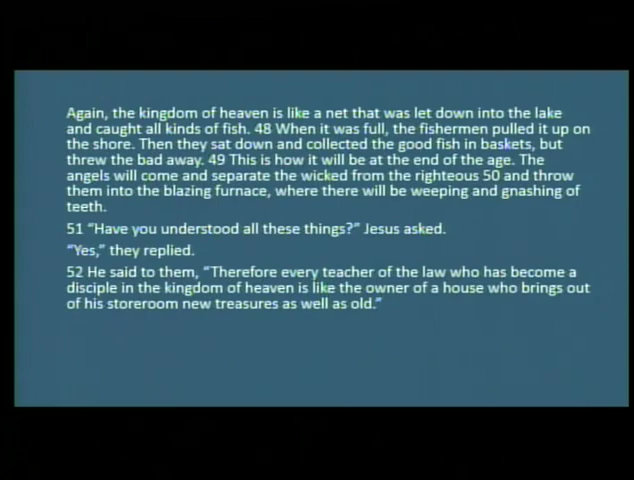 Again, the kingdom of heaven is like a net that was let down into the lake
and caught all kinds of fish. 48 When it was full, the fishermen pulled it up on
the shore. Then they sat down and collected the good fish in baskets, but
threw the bad away. 49 This is how it will be at the end of the age. The
angels will come and separate the wicked from the righteous 50 and throw
them into the blazing furnace, where there will be weeping and gnashing of
teeth.
51 “Have you understood all these things?” Jesus asked.
“Yes,” they replied.
52 He said to them, “Therefore every teacher of the law who has become a
disciple in the kingdom of heaven is like the owner of a house who brings out
of his storeroom new treasures as well as old.”